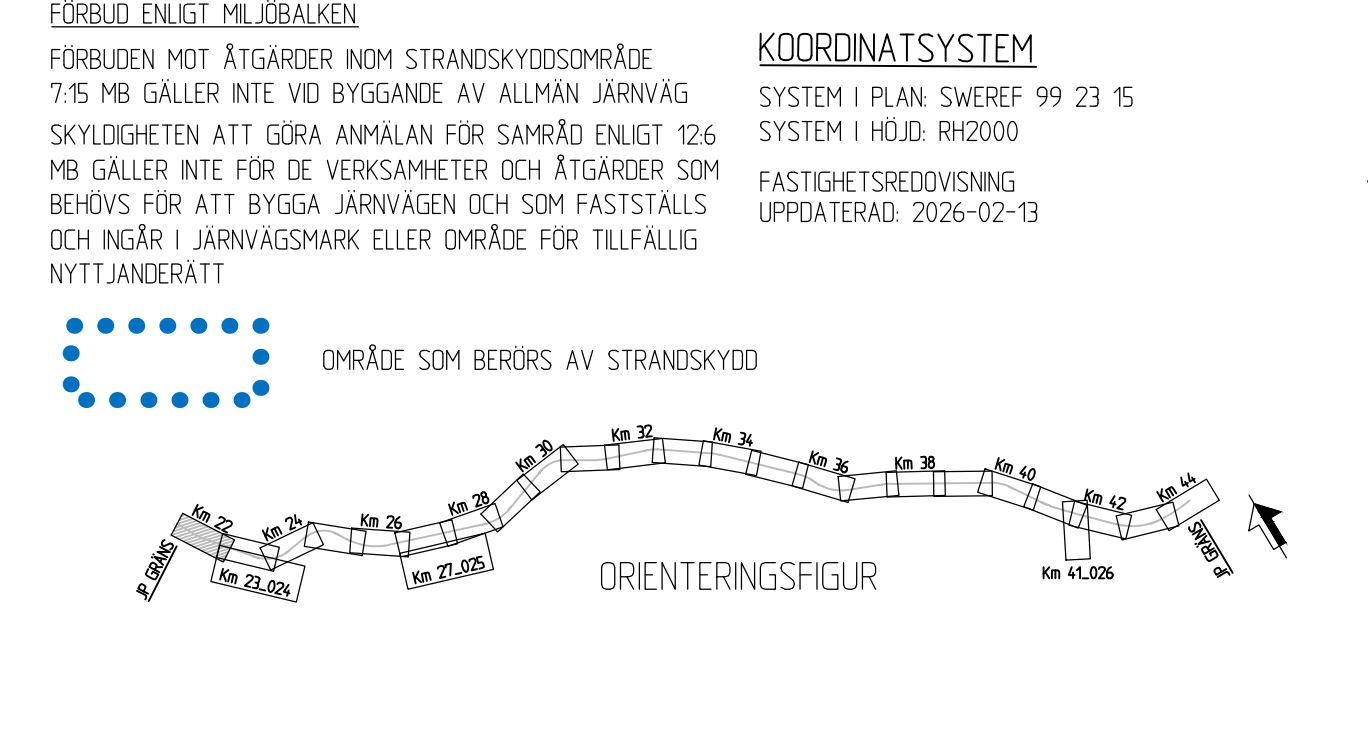 FÖRBUD ENLIGT MILJÖBALKEN
FÖRBUDEN MOT ÅTGÄRDER INOM STRANDSKYDDSOMRÅDE
7:15 MB GÄLLER INTE VID BYGGANDE AV ALLMÄN JÄRNVÄG
SKYLDIGHETEN ATT GÖRA ANMÄLAN FÖR SAMRÅD ENLIGT 12:6
MB GÄLLER INTE FÖR DE VERKSAMHETER OCH ÅTGÄRDER SOM
BEHÖVS FÖR ATT BYGGA JÄRNVÄGEN OCH SOM FASTSTÄLLS
OCH INGÅR I JÄRNVÄGSMARK ELLER OMRÅDE FÖR TILLFÄLLIG
NYTTJANDERÄTT
KOORDINATSYSTEM
SYSTEM I PLAN: SWEREF 99 23 15
SYSTEM I HÖJD: RH2000
FASTIGHETSREDOVISNING
UPPDATERAD: 2026-02-13
OMRÅDE SOM BERÖRS AV STRANDSKYDD
Km 22
Km 24
Km 26
Km 28
Km 30
Km 32
Km 34
Km 36
Km 38
Km 40
Km 42
Km 44
JP GRÄNS
Km 23_024
Km 27_025
Km 41_026
JP GRÄNS
ORIENTERINGSFIGUR